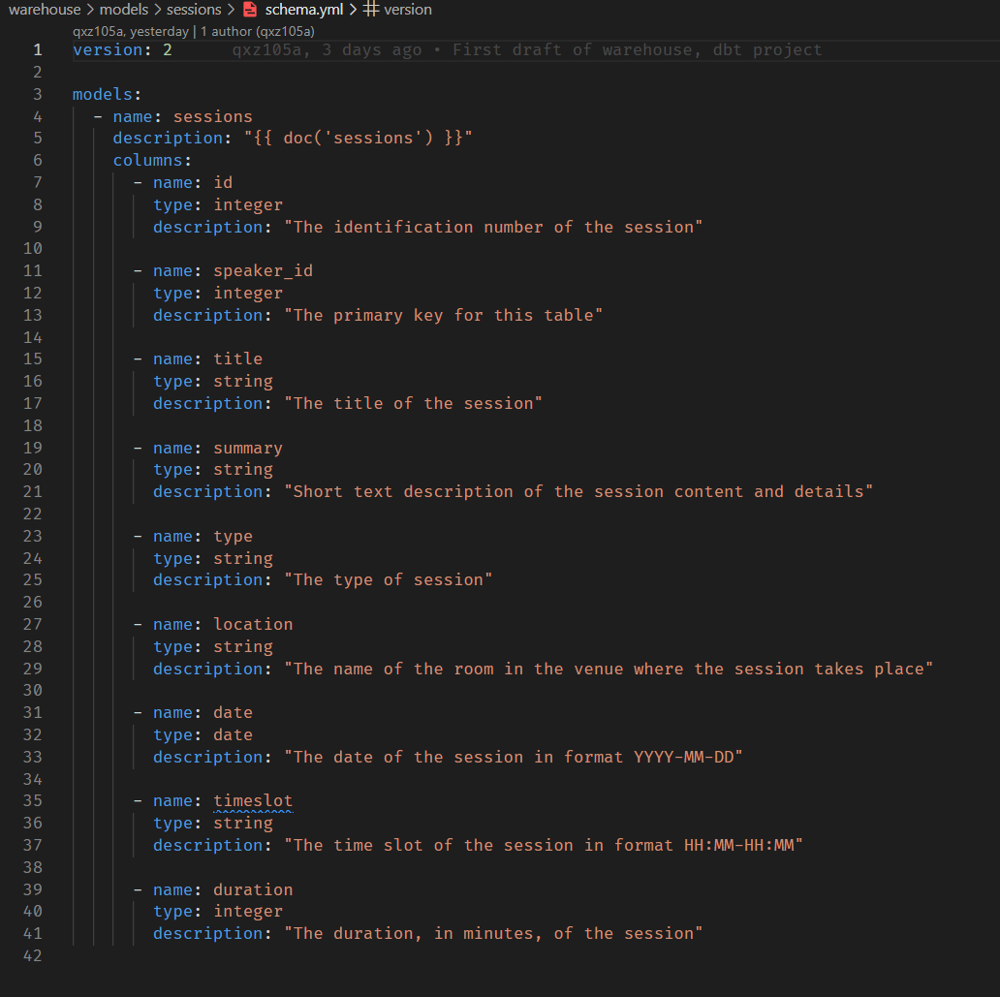 warehouse > models > sessions > schema.yml > version
qxz105a, yesterday | 1 author (qxz105a)
1 version: 2 qxz105a, 3 days ago • First draft of warehouse, dbt project
2
3 models:
4 - name: sessions
5 description: "{{ doc('sessions') }}"
6 columns:
7 - name: id
8 type: integer
9 description: "The identification number of the session"
10
11 - name: speaker_id
12 type: integer
13 description: "The primary key for this table"
14
15 - name: title
16 type: string
17 description: "The title of the session"
18
19 - name: summary
20 type: string
21 description: "Short text description of the session content and details"
22
23 - name: type
24 type: string
25 description: "The type of session"
26
27 - name: location
28 type: string
29 description: "The name of the room in the venue where the session takes place"
30
31 - name: date
32 type: date
33 description: "The date of the session in format YYYY-MM-DD"
34
35 - name: timeslot
36 type: string
37 description: "The time slot of the session in format HH:MM-HH:MM"
38
39 - name: duration
40 type: integer
41 description: "The duration, in minutes, of the session"
42